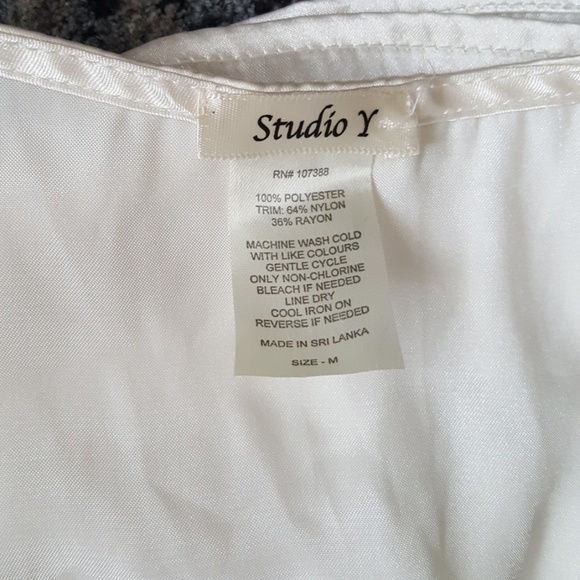 Studio Y
RN# 107388
100% POLYESTER
TRIM: 64% NYLON
36% RAYON
MACHINE WASH COLD
WITH LIKE COLOURS
GENTLE CYCLE
ONLY NON-CHLORINE
BLEACH IF NEEDED
LINE DRY
COOL IRON ON
REVERSE IF NEEDED
MADE IN SRI LANKA
SIZE - M